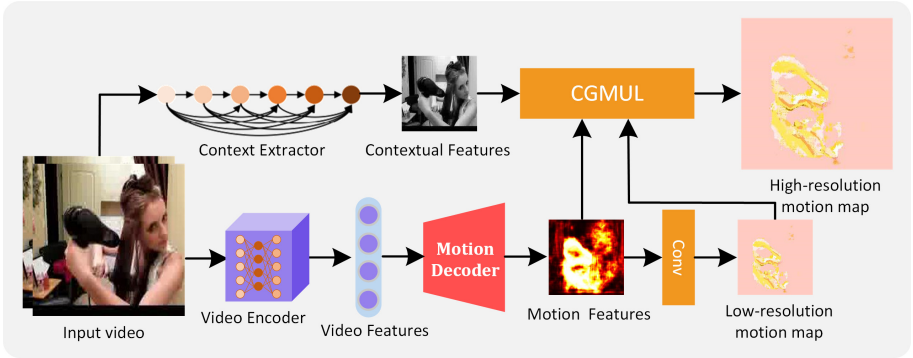 CGMUL
Context Extractor
Contextual Features
High-resolution
motion map
Input video
Video Encoder
Video Features
Motion
Decoder
Motion Features
Conv
Low-resolution
motion map